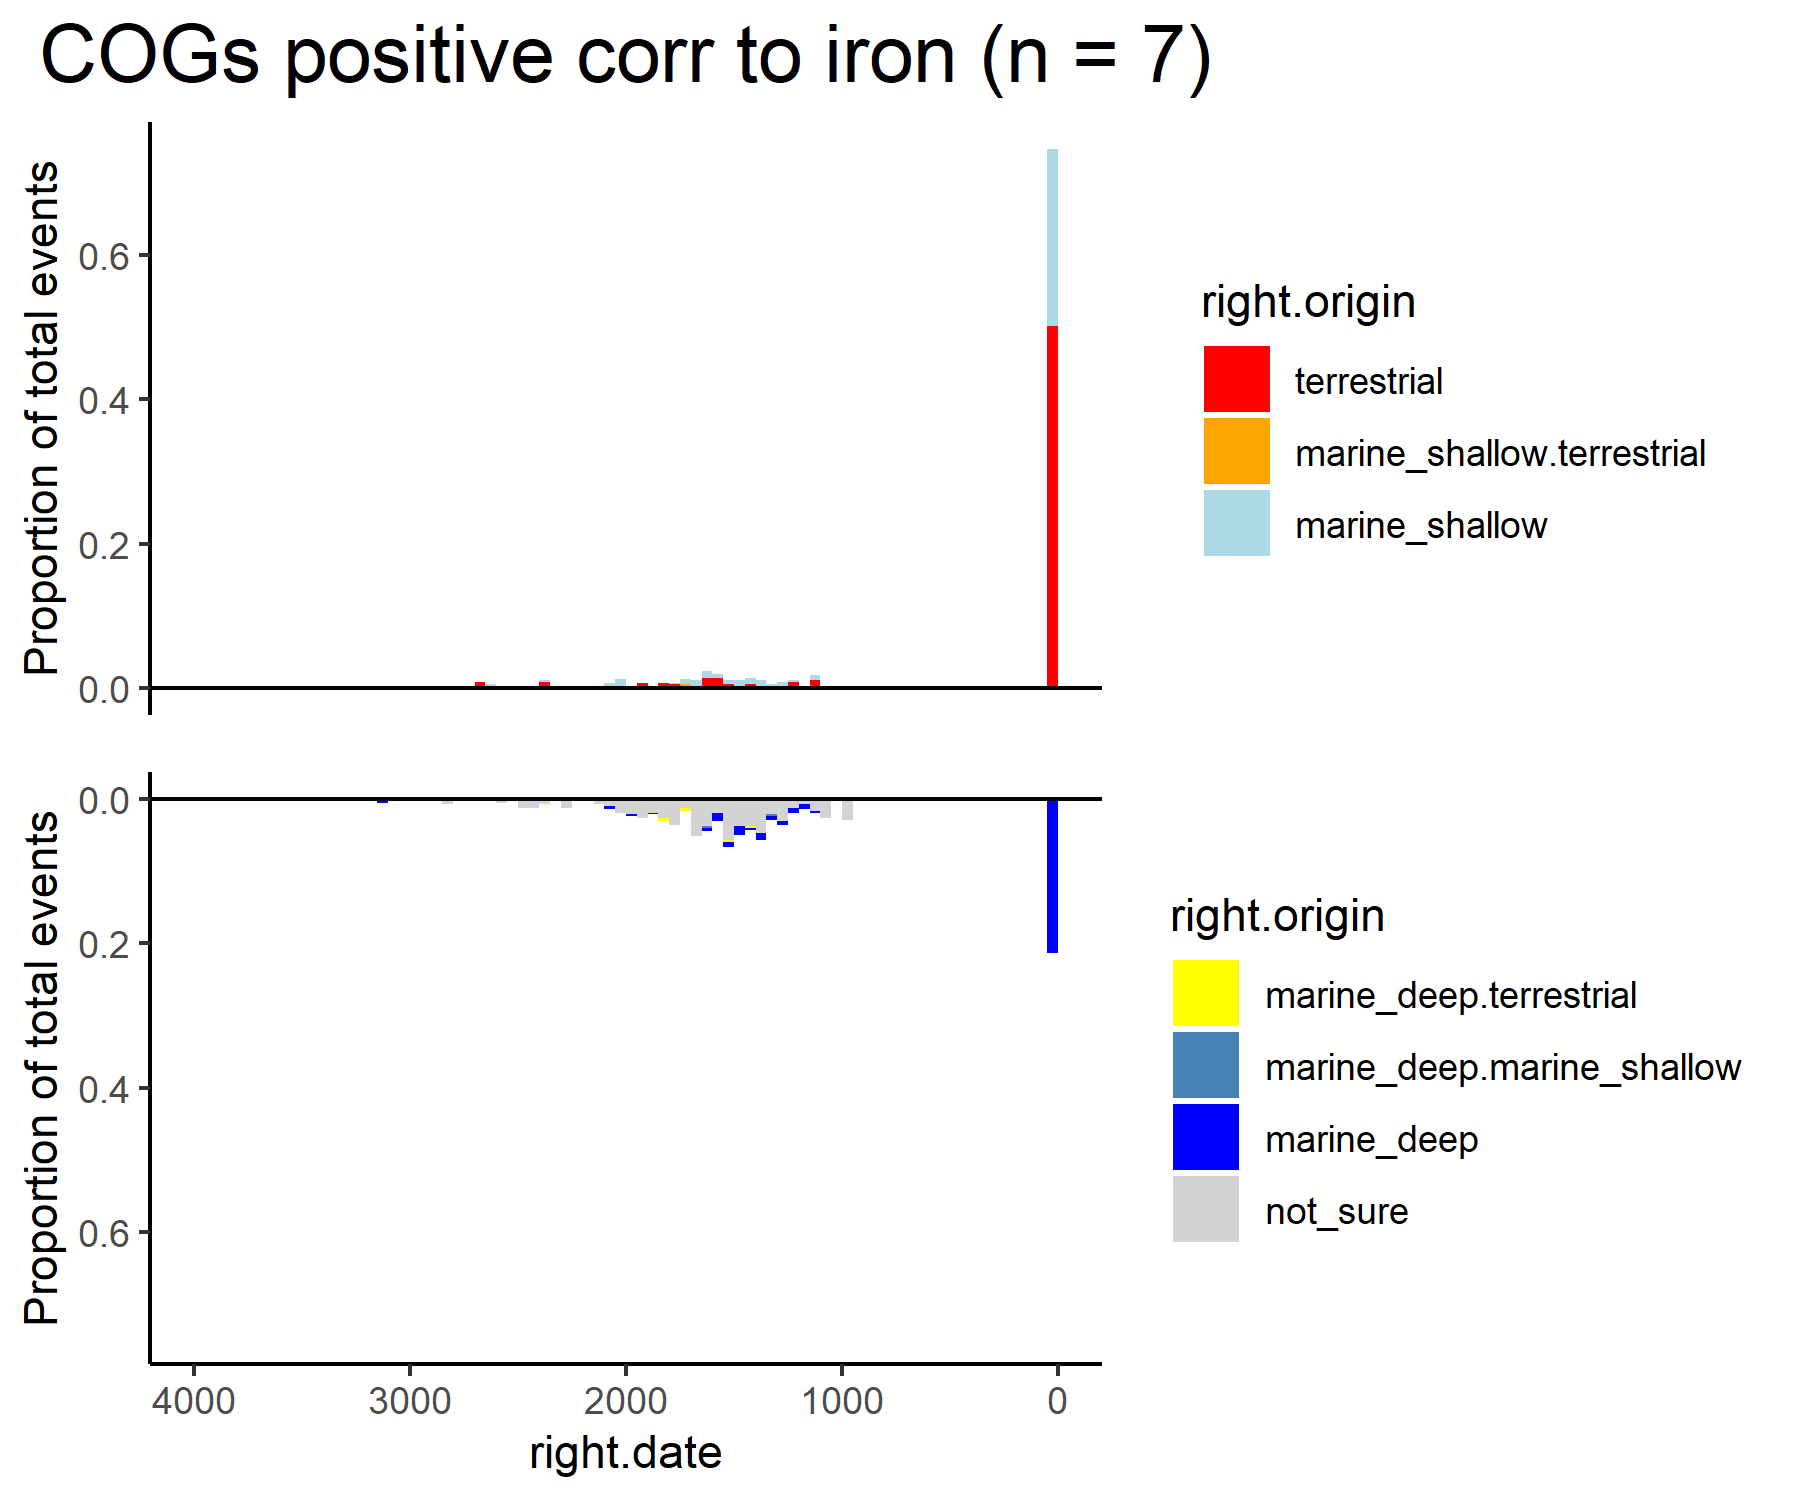 COGs positive corr to iron (n = 7)
Proportion of total events
0.6
0.4
0.2
0.0
right.origin
terrestrial
marine_shallow.terrestrial
marine_shallow
Proportion of total events
0.0
0.2
0.4
0.6
right.origin
marine_deep.terrestrial
marine_deep.marine_shallow
marine_deep
not_sure
4000 3000 2000 1000 0
right.date